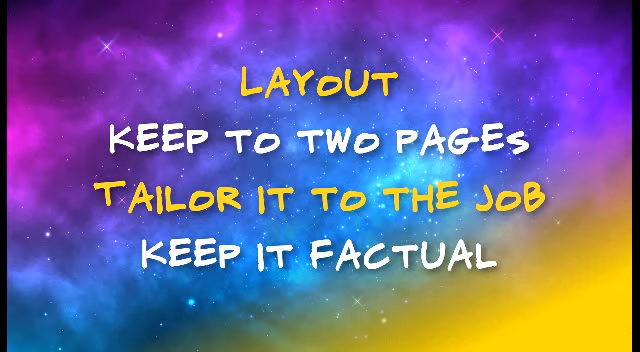 LAYOUT
KEEP TO TWO PAGES
TAILOR IT TO THE JOB
KEEP IT FACTUAL